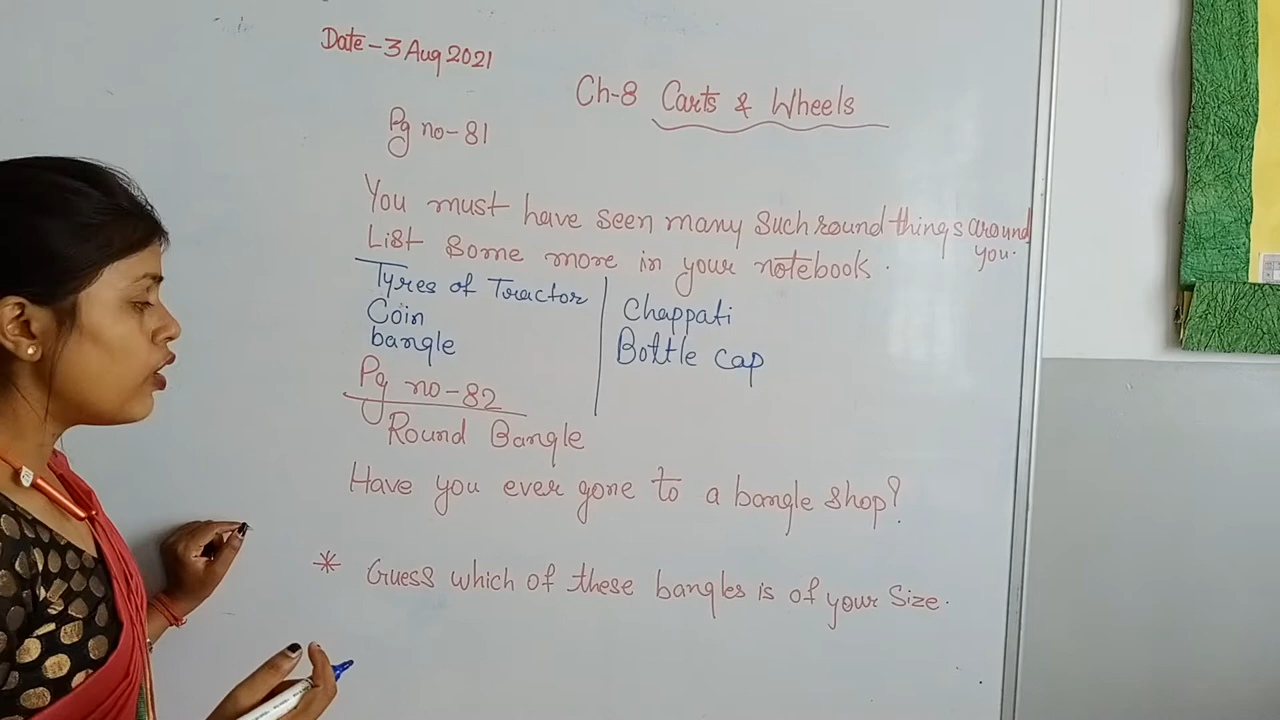 Date-3 Aug 2021
Ch-8 Carts & Wheels
Pg no-81
You must have seen many such round things around you.
List some more in your notebook.
Tyres of Tractor
Coin
bangle
Chappati
Bottle cap
Pg no-82
Round Bangle
Have you ever gone to a bangle shop?
* Guess which of these bangles is of your Size.